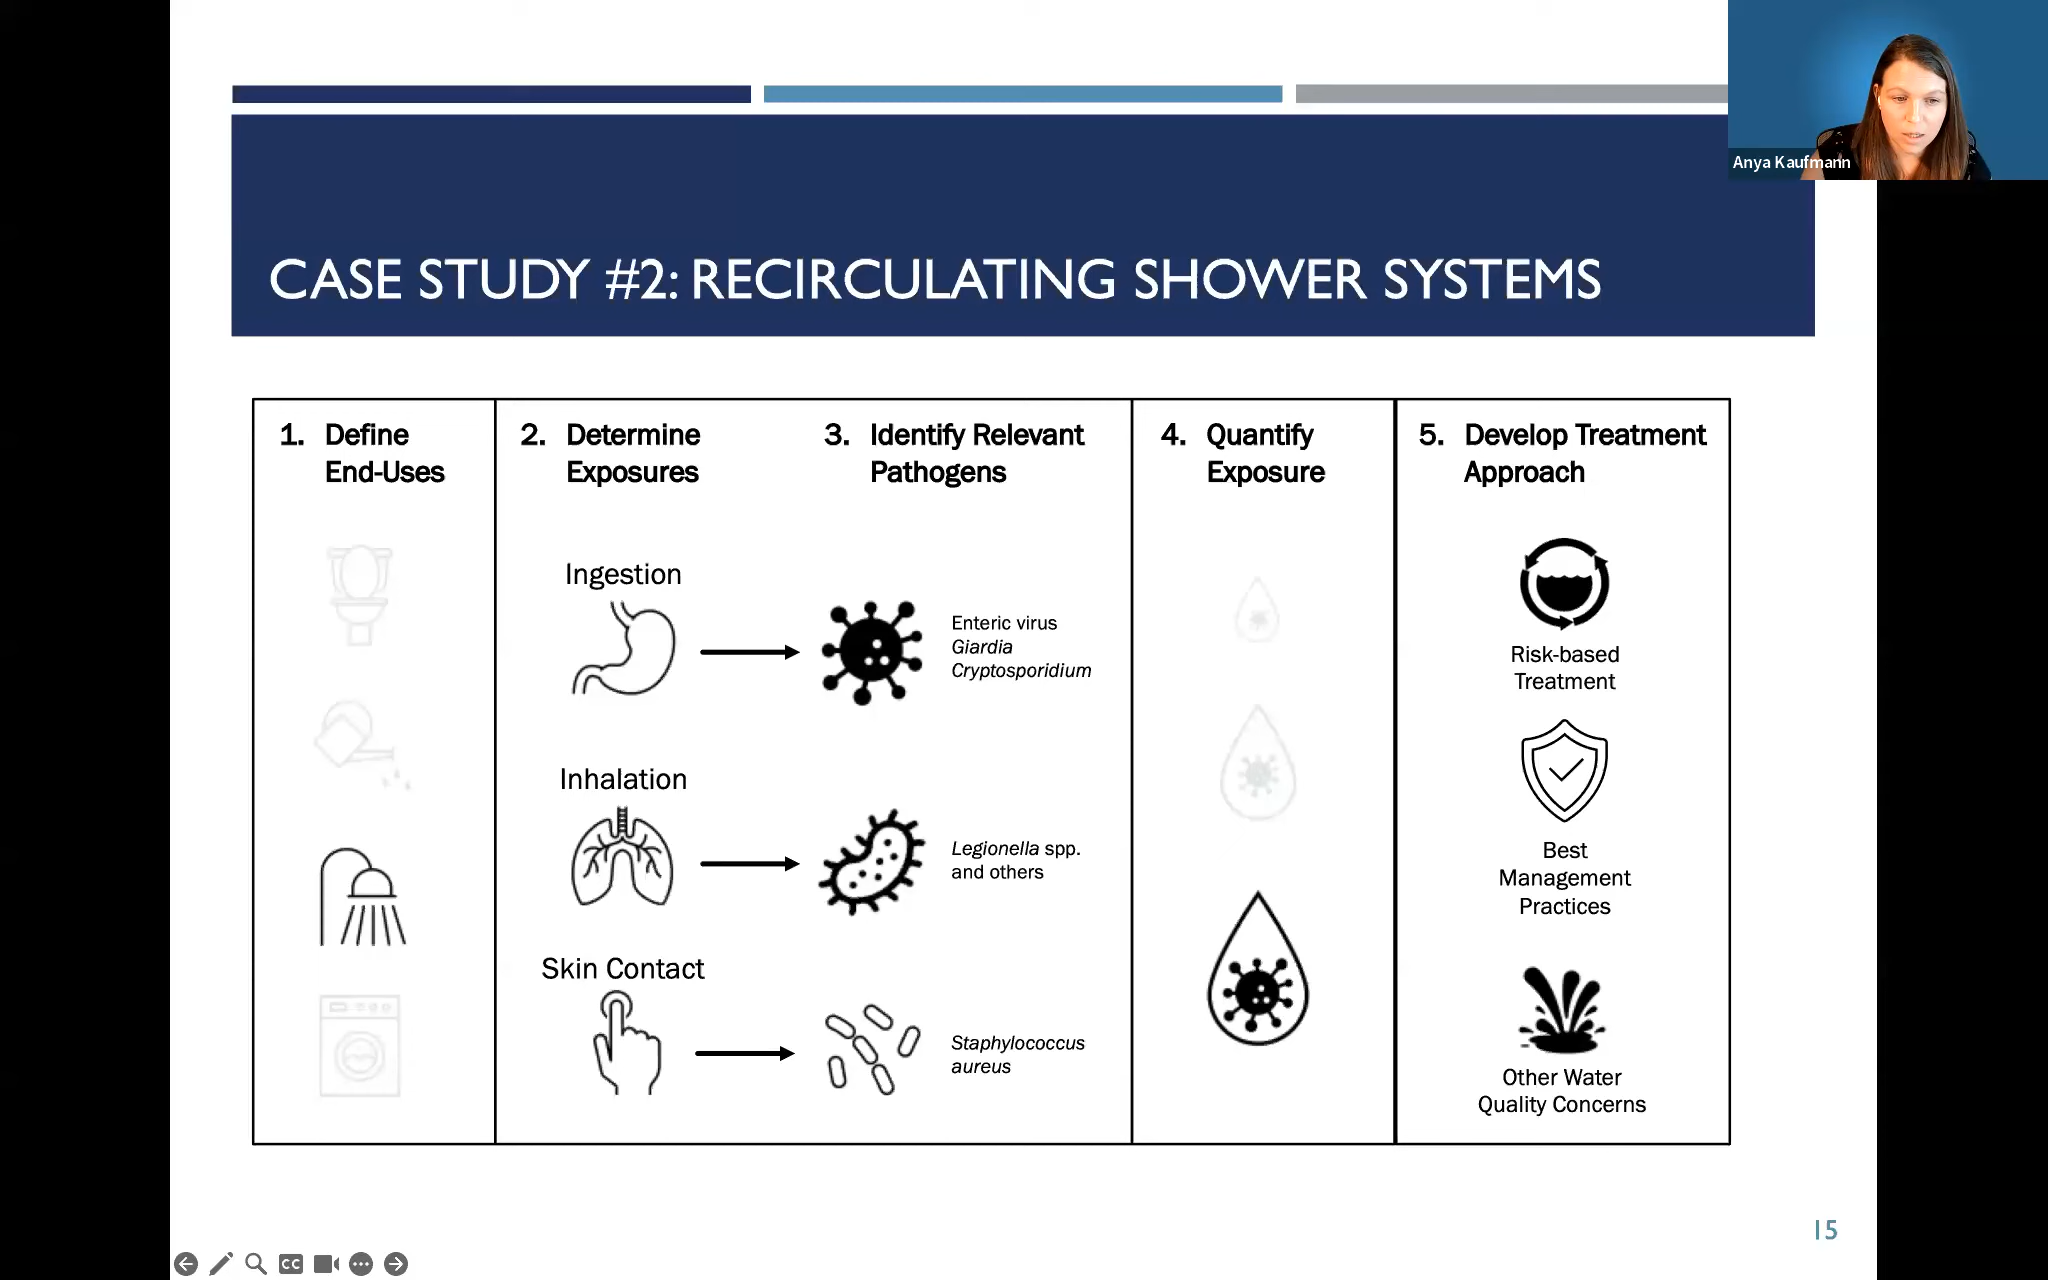 Anya Kaufmann
CASE STUDY #2: RECIRCULATING SHOWER SYSTEMS
1. Define
End-Uses
2. Determine
Exposures
3. Identify Relevant
Pathogens
4. Quantify
Exposure
5. Develop Treatment
Approach
Ingestion
Enteric virus
Giardia
Cryptosporidium
Inhalation
Legionella spp.
and others
Skin Contact
Staphylococcus
aureus
Risk-based
Treatment
Best
Management
Practices
Other Water
Quality Concerns
15
CC